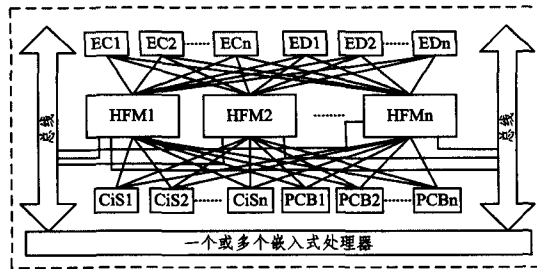 EC1 EC2 ······ ECn ED1 ED2 ······ EDn
总线 HFM1 HFM2 ······ HFMn 总线
CiS1 CiS2 ······ CiSn PCB1 PCB2 ······ PCBn
一个或多个嵌入式处理器